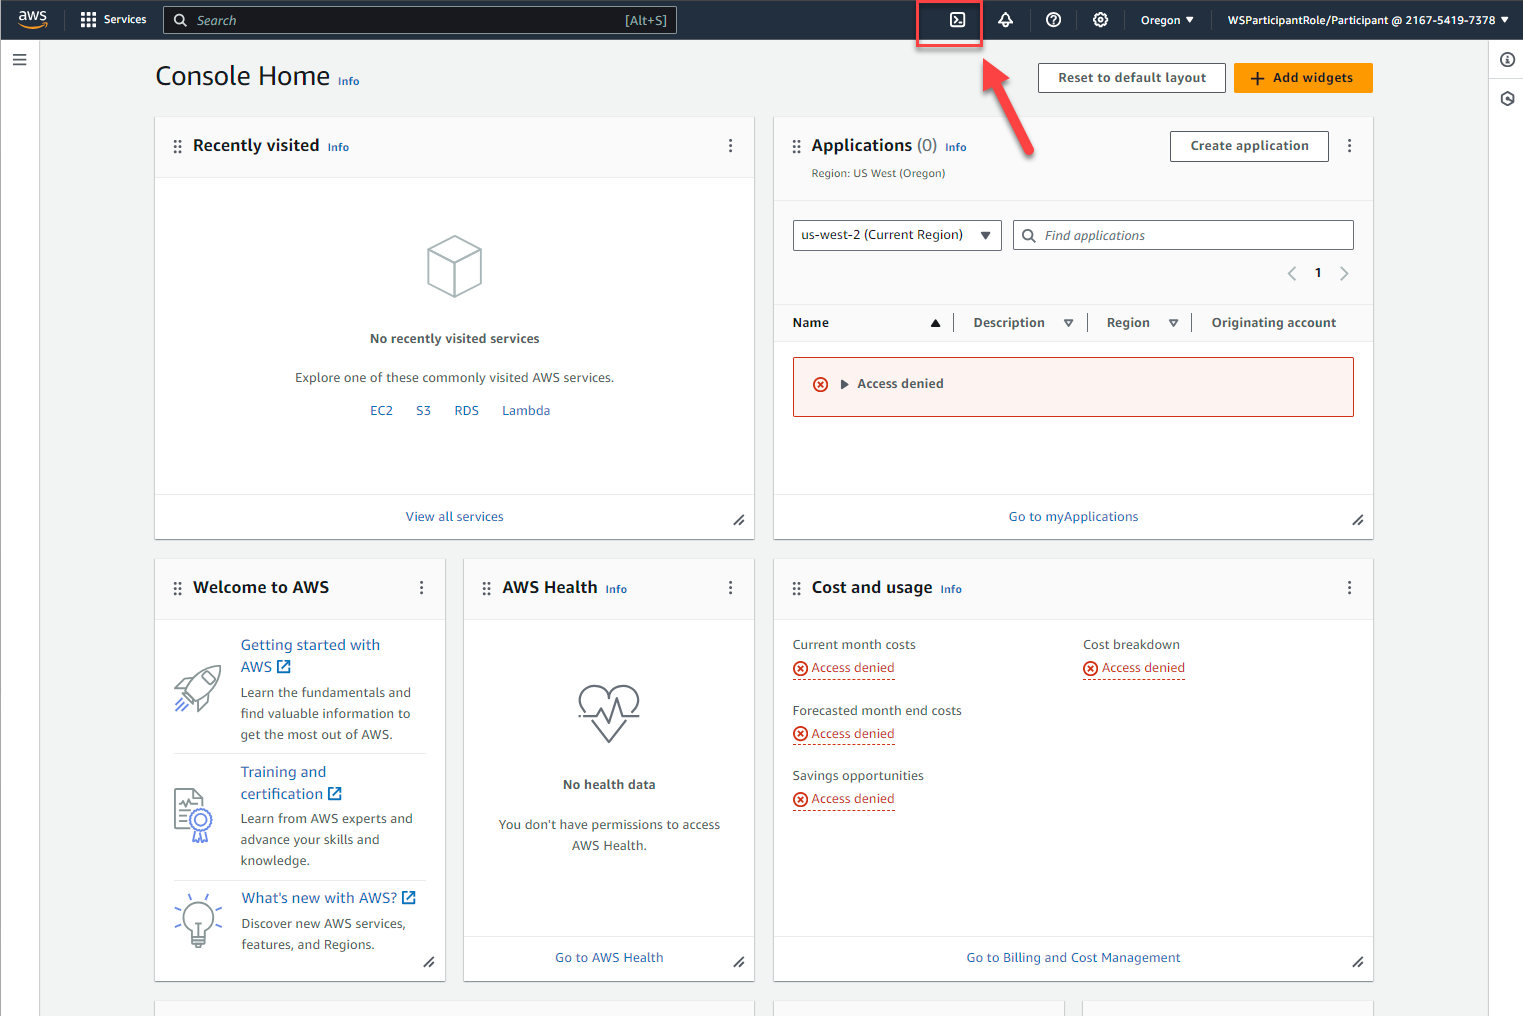 aws
Services
Search
[Alt+S]
Oregon
WSParticipantRole/Participant @ 2167-5419-7378
Console Home Info
Reset to default layout
Add widgets
Recently visited Info
No recently visited services
Explore one of these commonly visited AWS services.
EC2 S3 RDS Lambda
View all services
Applications (0) Info
Region: US West (Oregon)
Create application
us-west-2 (Current Region)
Find applications
1
Name Description Region Originating account
Access denied
Go to myApplications
Welcome to AWS
Getting started with
AWS
Learn the fundamentals and
find valuable information to
get the most out of AWS.
Training and
certification
Learn from AWS experts and
advance your skills and
knowledge.
What's new with AWS?
Discover new AWS services,
features, and Regions.
AWS Health Info
No health data
You don't have permissions to access
AWS Health.
Go to AWS Health
Cost and usage Info
Current month costs
Access denied
Forecasted month end costs
Access denied
Savings opportunities
Access denied
Cost breakdown
Access denied
Go to Billing and Cost Management